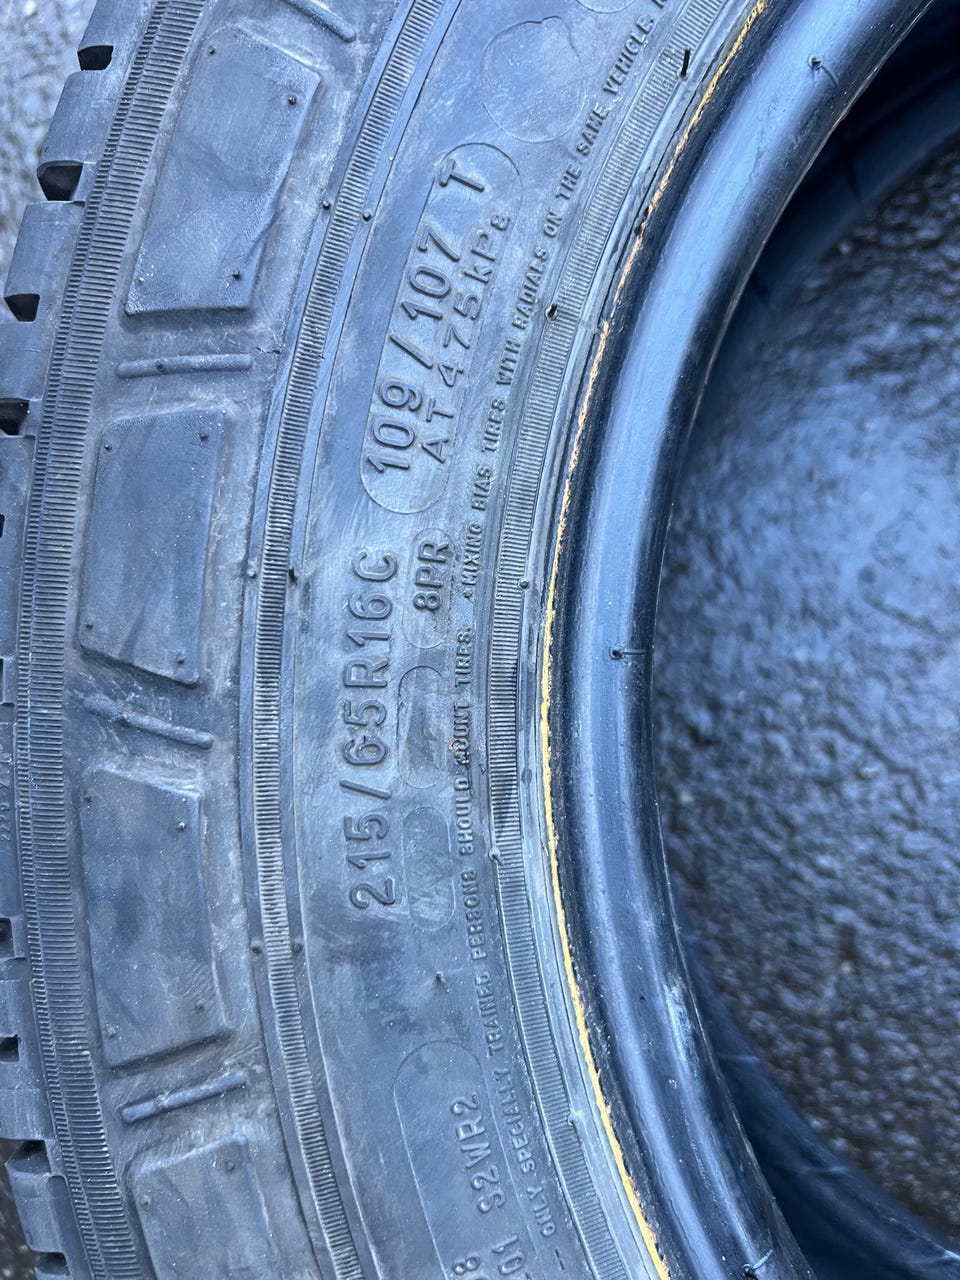 215/65R16C
109/107 T
AT 475kPa
8PR
S2WR2
- ONLY SPECIALLY TRAINED PERSONS SHOULD MOUNT TIRES.
MIXING BIAS TIRES WITH RADIALS ON THE SAME VEHICLE.